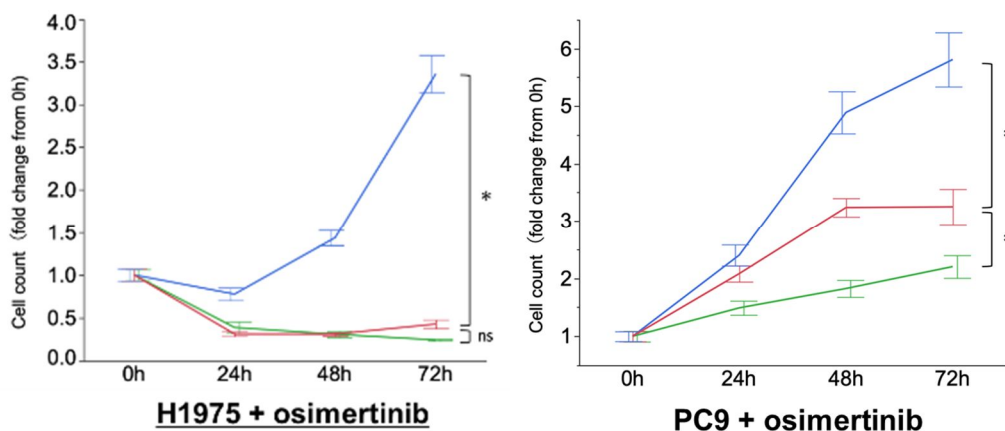 Cell count (fold change from 0h)
4.0
3.5
3.0
2.5
2.0
1.5
1.0
0.5
0.0
0h 24h 48h 72h
*
ns
H1975 + osimertinib
Cell count (fold change from 0h)
6
5
4
3
2
1
0h 24h 48h 72h
PC9 + osimertinib